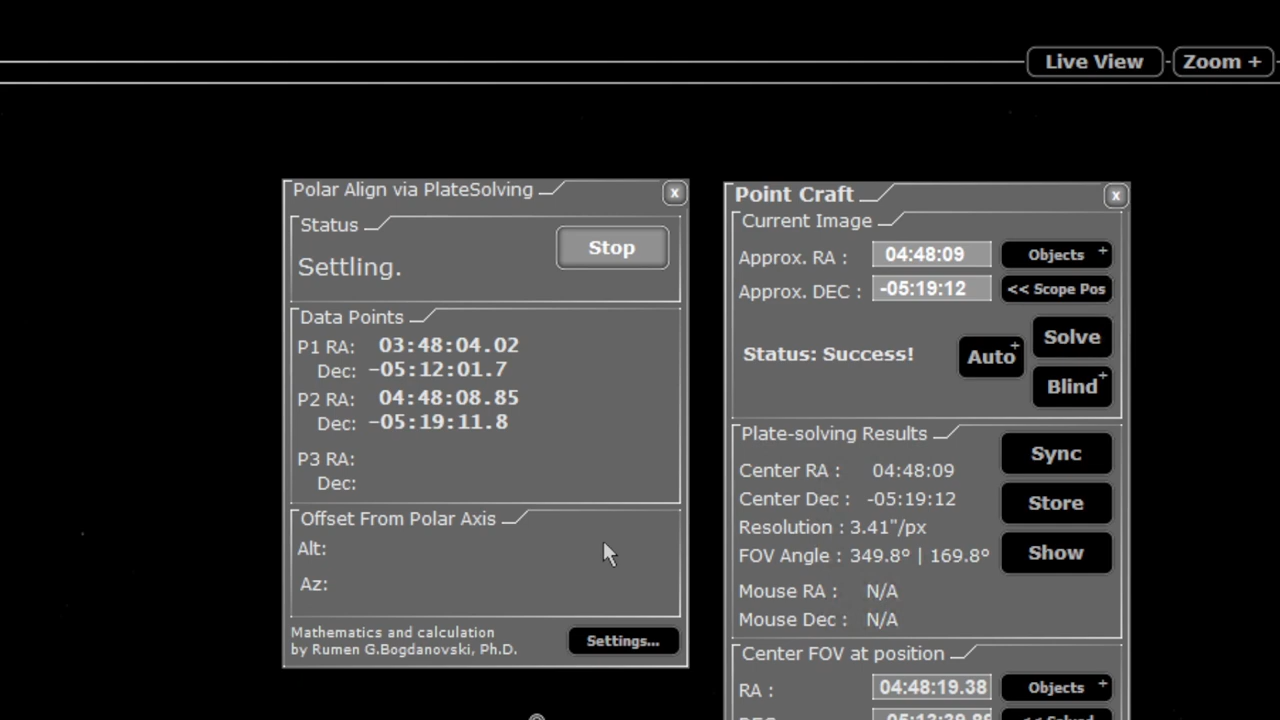 Live View
Zoom +
Polar Align via PlateSolving
x
Status
Settling.
Stop
Data Points
P1 RA: 03:48:04.02
Dec: -05:12:01.7
P2 RA: 04:48:08.85
Dec: -05:19:11.8
P3 RA:
Dec:
Offset From Polar Axis
Alt:
Az:
Mathematics and calculation
by Rumen G.Bogdanovski, Ph.D.
Settings...
Point Craft
x
Current Image
Approx. RA : 04:48:09 Objects +
Approx. DEC : -05:19:12 << Scope Pos
Status: Success!
Auto +
Solve
Blind +
Plate-solving Results
Sync
Center RA : 04:48:09
Center Dec : -05:19:12
Store
Resolution : 3.41"/px
FOV Angle : 349.8° | 169.8°
Show
Mouse RA : N/A
Mouse Dec : N/A
Center FOV at position
RA : 04:48:19.38 Objects +